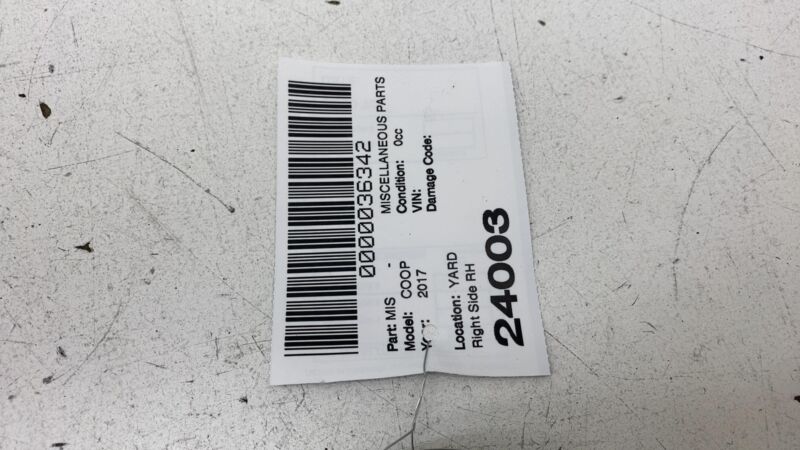 0000036342
Part: MIS - MISCELLANEOUS PARTS
Model: COOP Condition: 0cc
Year: 2017 VIN:
Damage Code:
Location: YARD
Right Side RH
24003